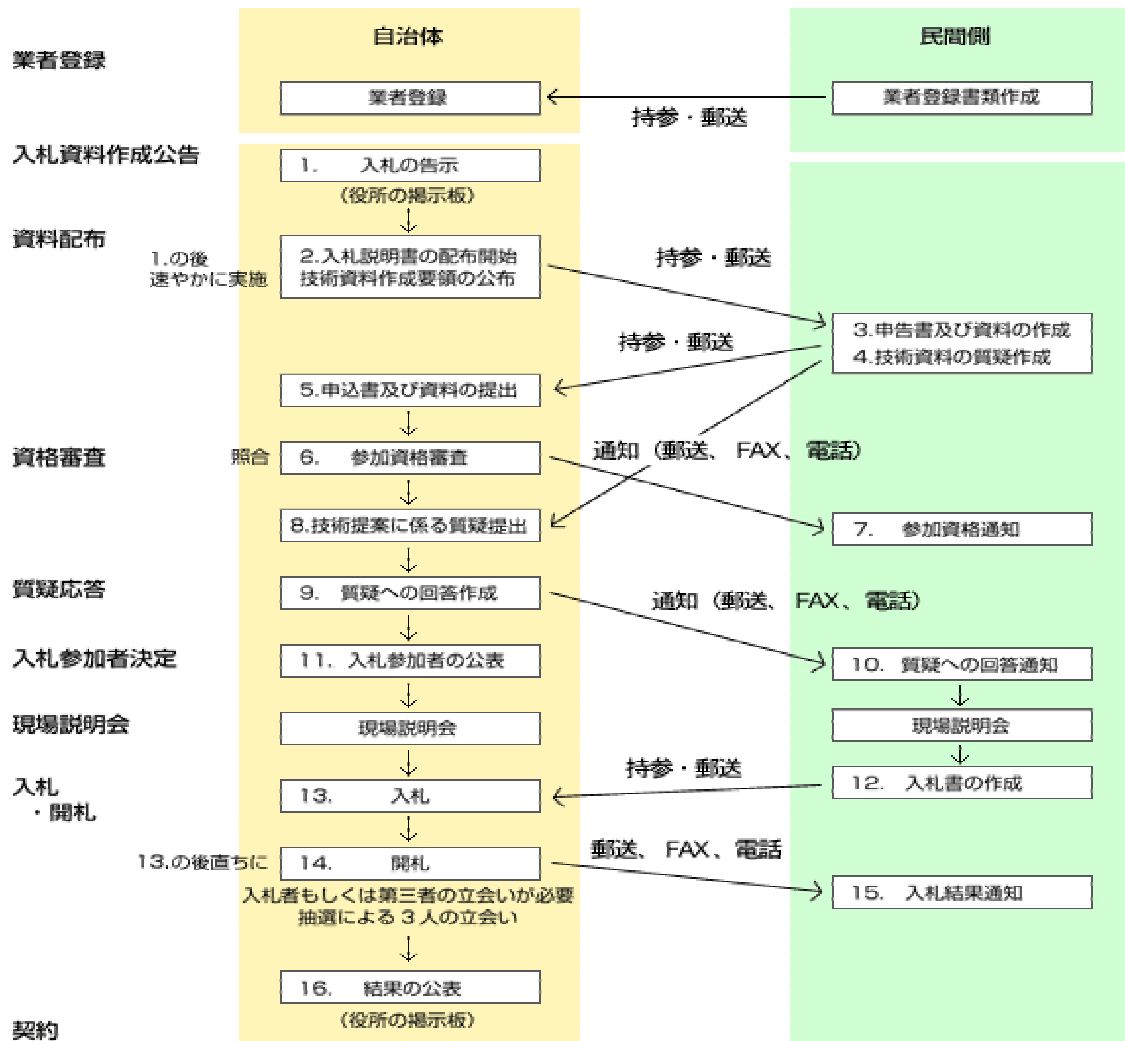 自治体
民間側
業者登録
業者登録
業者登録書類作成
持参・郵送
入札資料作成公告
1. 入札の告示
(役所の掲示板)
資料配布
1.の後
速やかに実施
2.入札説明書の配布開始
技術資料作成要領の公布
持参・郵送
3.申告書及び資料の作成
4.技術資料の質疑作成
持参・郵送
5.申込書及び資料の提出
資格審査
照合
6. 参加資格審査
通知(郵送、FAX、電話)
8.技術提案に係る質疑提出
7. 参加資格通知
質疑応答
9. 質疑への回答作成
通知(郵送、FAX、電話)
入札参加者決定
11. 入札参加者の公表
10. 質疑への回答通知
現場説明会
現場説明会
現場説明会
入札
・開札
持参・郵送
13. 入札
12. 入札書の作成
13.の後直ちに
14. 開札
郵送、FAX、電話
入札者もしくは第三者の立会いが必要
抽選による3人の立会い
15. 入札結果通知
16. 結果の公表
(役所の掲示板)
契約